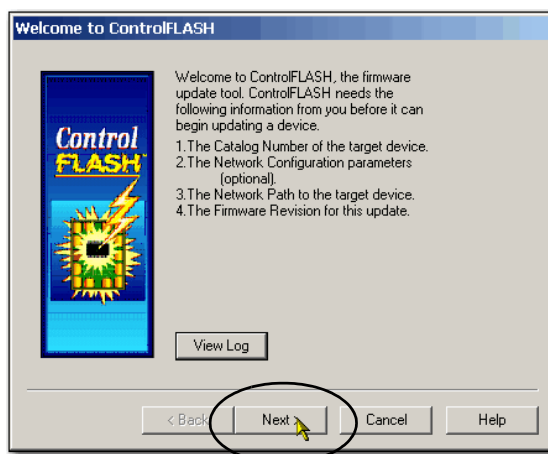 Welcome to ControlFLASH
Control
FLASH
Welcome to ControlFLASH, the firmware
update tool. ControlFLASH needs the
following information from you before it can
begin updating a device.
1.The Catalog Number of the target device.
2.The Network Configuration parameters
(optional).
3.The Network Path to the target device.
4.The Firmware Revision for this update.
View Log
< Back
Next >
Cancel
Help